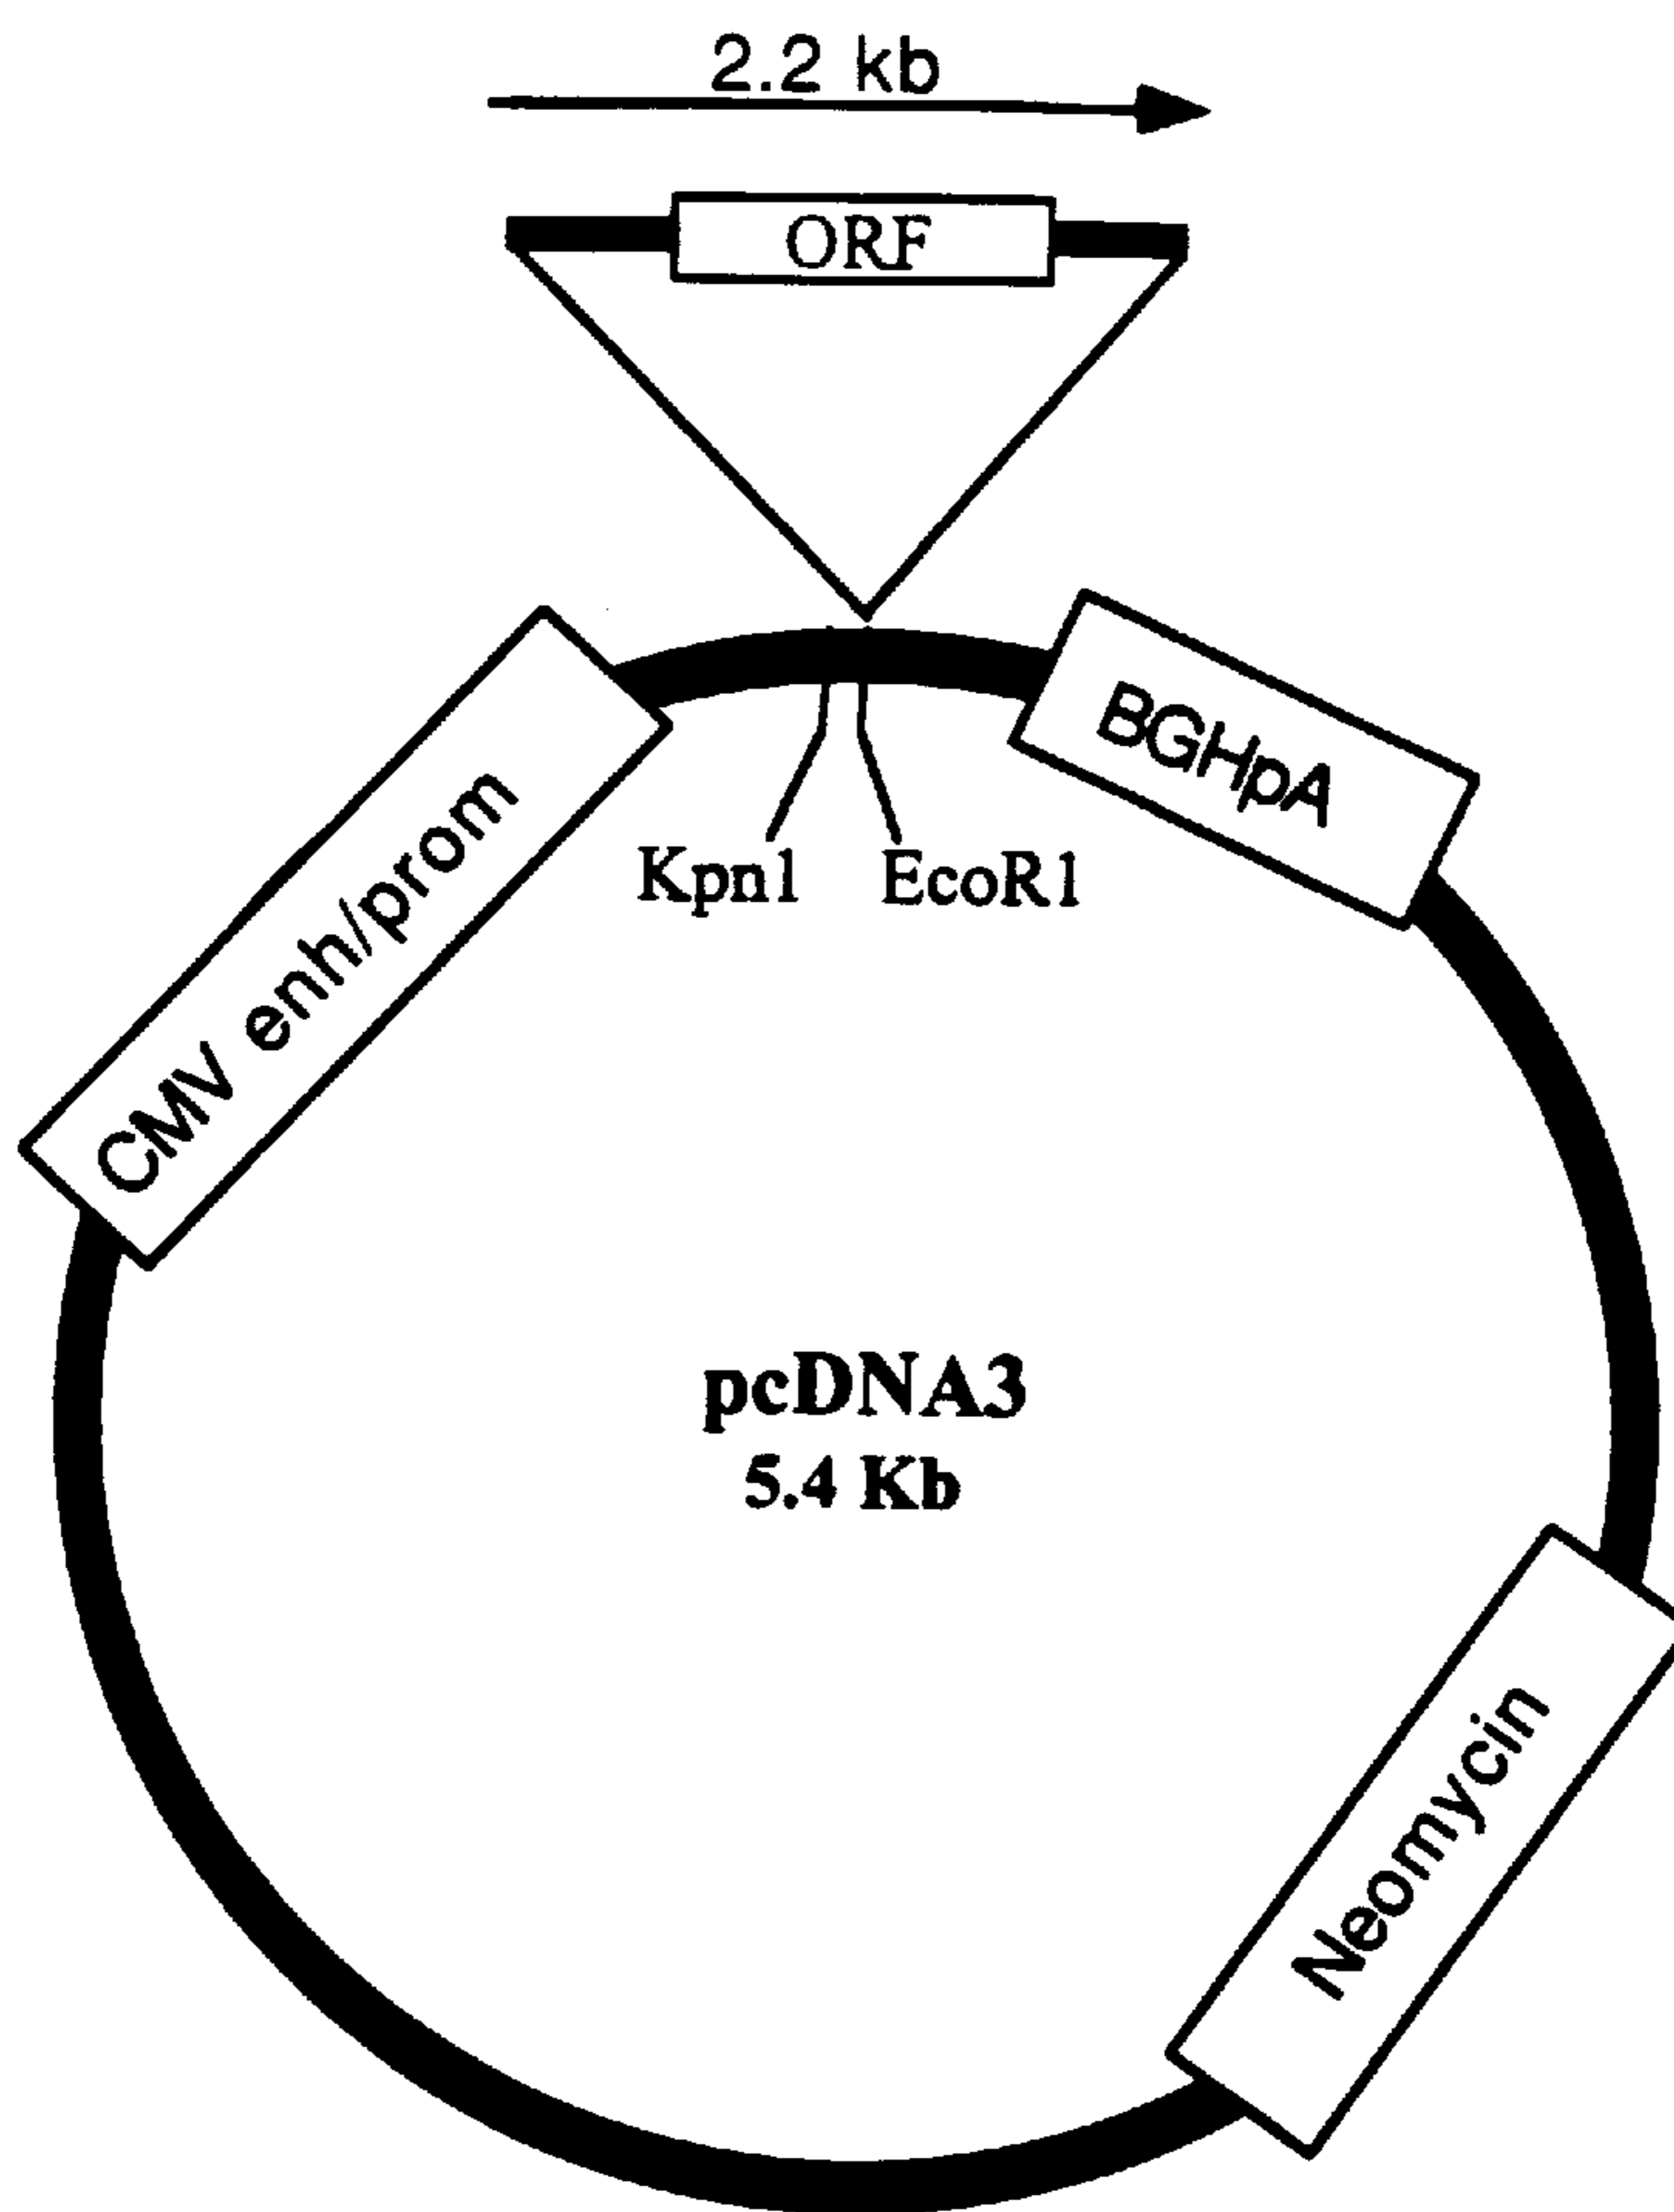 2.2 kb
ORF
CMV enh/prom
BGHpA
Kpn1
EcoR1
pcDNA3
5.4 Kb
Neomycin